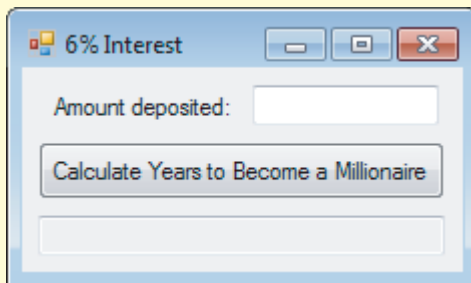 6% Interest
Amount deposited:
Calculate Years to Become a Millionaire